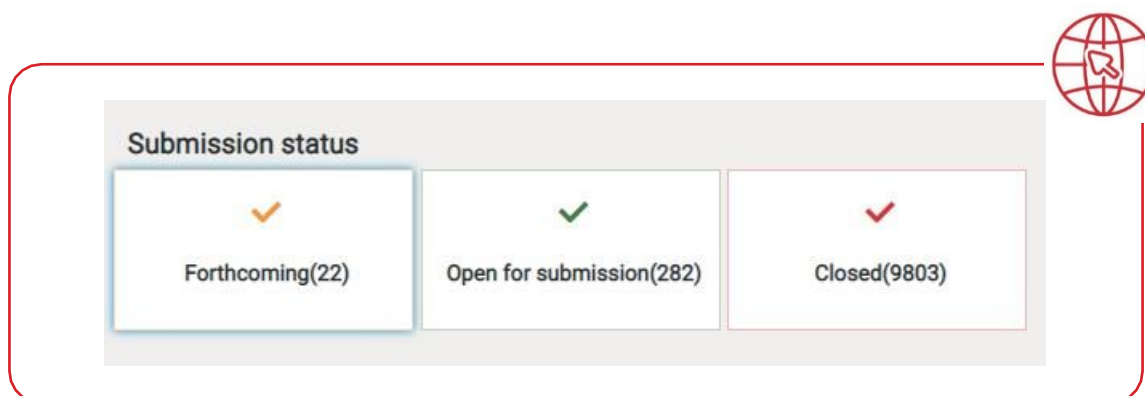 Submission status
Forthcoming(22)
Open for submission(282)
Closed(9803)